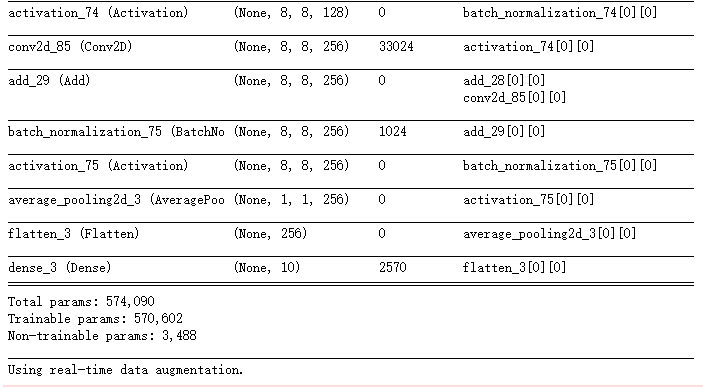 activation_74 (Activation) (None, 8, 8, 128) 0 batch_normalization_74[0][0]
conv2d_85 (Conv2D) (None, 8, 8, 256) 33024 activation_74[0][0]
add_29 (Add) (None, 8, 8, 256) 0 add_28[0][0]
conv2d_85[0][0]
batch_normalization_75 (BatchNo (None, 8, 8, 256) 1024 add_29[0][0]
activation_75 (Activation) (None, 8, 8, 256) 0 batch_normalization_75[0][0]
average_pooling2d_3 (AveragePoo (None, 1, 1, 256) 0 activation_75[0][0]
flatten_3 (Flatten) (None, 256) 0 average_pooling2d_3[0][0]
dense_3 (Dense) (None, 10) 2570 flatten_3[0][0]
Total params: 574,090
Trainable params: 570,602
Non-trainable params: 3,488
Using real-time data augmentation.